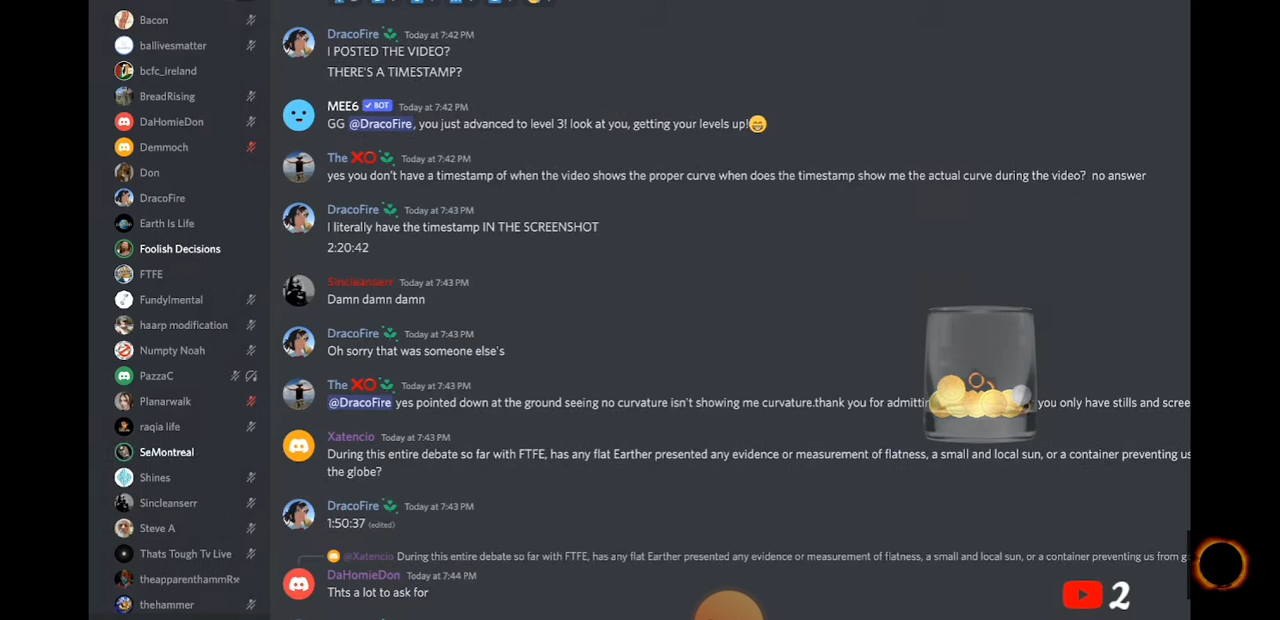 Bacon
ballivesmatter
bcfc_ireland
BreadRising
DaHomieDon
Demmoch
Don
DracoFire
Earth Is Life
Foolish Decisions
FTFE
Fundylmental
haarp modification
Numpty Noah
PazzaC
Planarwalk
raqia life
SeMontreal
Shines
Sincleanserr
Steve A
Thats Tough Tv Live
theapparenthammR
thehammer
DracoFire Today at 7:42 PM
I POSTED THE VIDEO?
THERE'S A TIMESTAMP?
MEE6 ✔ BOT Today at 7:42 PM
GG @DracoFire, you just advanced to level 3! look at you, getting your levels up!😄
The ❌⭕ Today at 7:42 PM
yes you don't have a timestamp of when the video shows the proper curve when does the timestamp show me the actual curve during the video? no answer
DracoFire Today at 7:43 PM
I literally have the timestamp IN THE SCREENSHOT
2:20:42
Sincleanserr Today at 7:43 PM
Damn damn damn
DracoFire Today at 7:43 PM
Oh sorry that was someone else's
The ❌⭕ Today at 7:43 PM
@DracoFire yes pointed down at the ground seeing no curvature isn't showing me curvature.thank you for admittin you only have stills and scree
Xatencio Today at 7:43 PM
During this entire debate so far with FTFE, has any flat Earther presented any evidence or measurement of flatness, a small and local sun, or a container preventing us
the globe?
DracoFire Today at 7:43 PM
1:50:37 (edited)
@Xatencio During this entire debate so far with FTFE, has any flat Earther presented any evidence or measurement of flatness, a small and local sun, or a container preventing us from g
DaHomieDon Today at 7:44 PM
Thts a lot to ask for
2